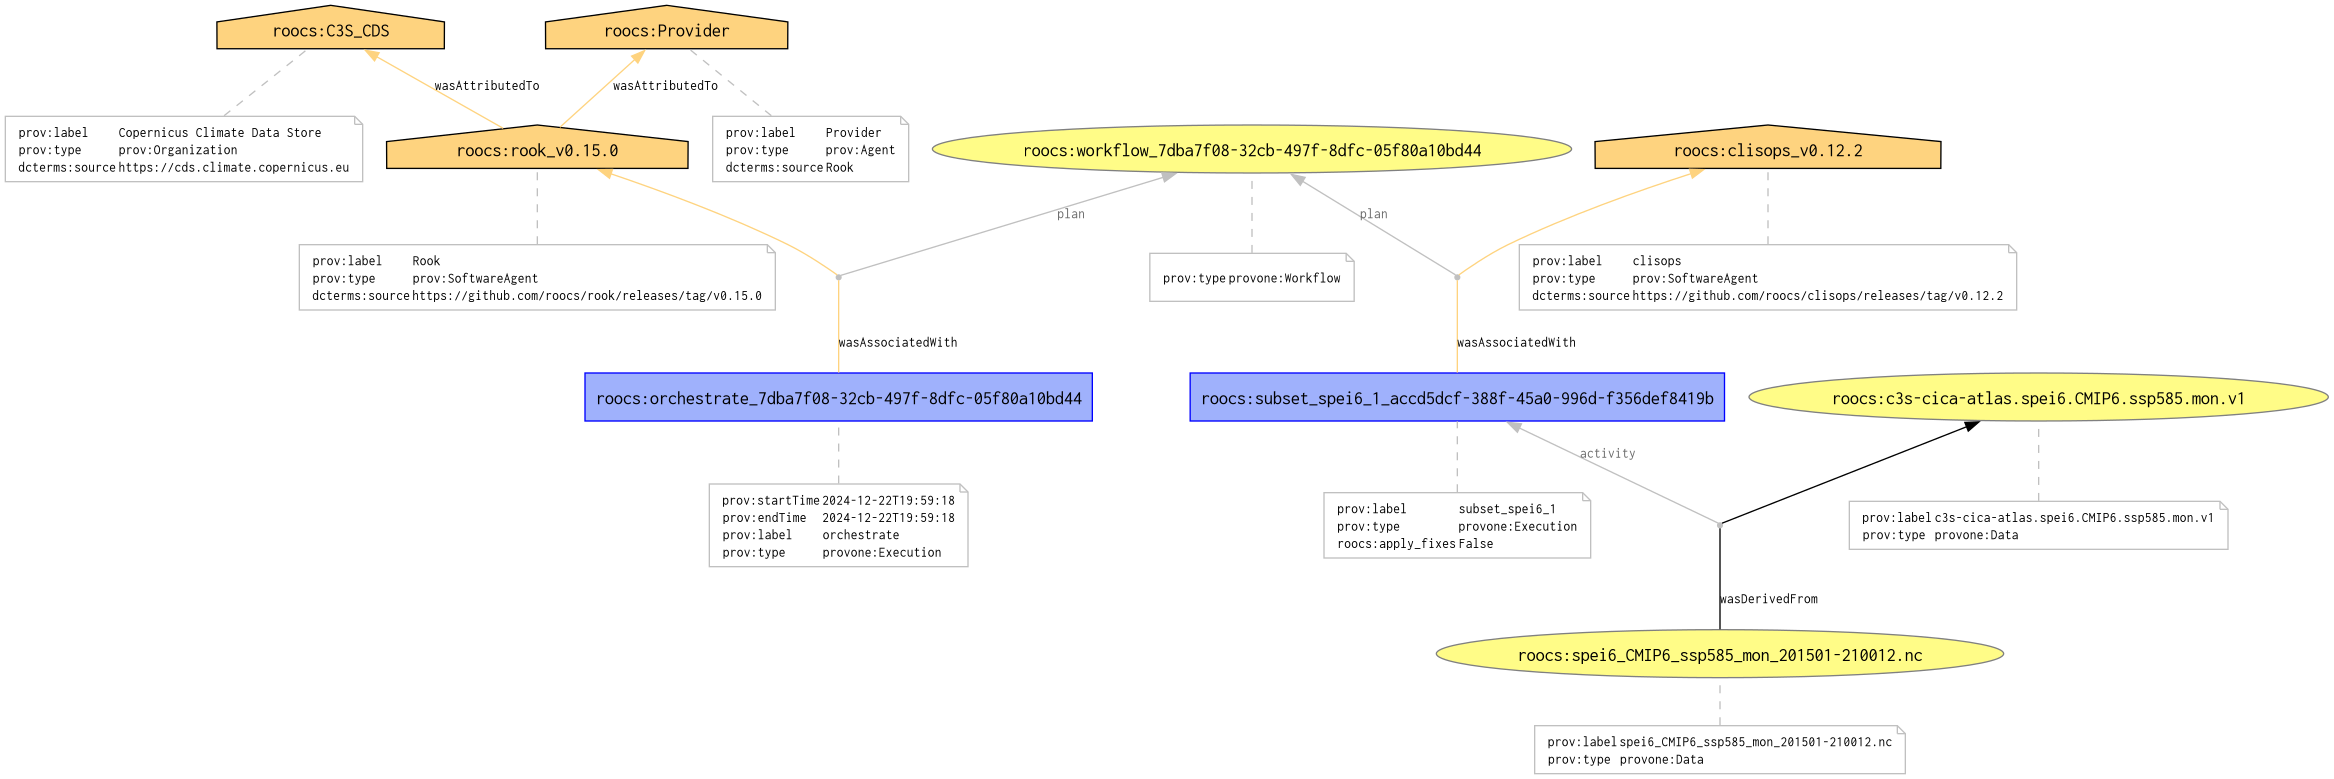 roocs:C3S_CDS
roocs:Provider
wasAttributedTo
wasAttributedTo
prov:label Copernicus Climate Data Store
prov:type prov:Organization
dcterms:source https://cds.climate.copernicus.eu
roocs:rook_v0.15.0
prov:label Provider
prov:type prov:Agent
dcterms:source Rook
roocs:workflow_7dba7f08-32cb-497f-8dfc-05f80a10bd44
roocs:clisops_v0.12.2
plan
plan
prov:label Rook
prov:type prov:SoftwareAgent
dcterms:source https://github.com/roocs/rook/releases/tag/v0.15.0
prov:type provone:Workflow
prov:label clisops
prov:type prov:SoftwareAgent
dcterms:source https://github.com/roocs/clisops/releases/tag/v0.12.2
wasAssociatedWith
wasAssociatedWith
roocs:orchestrate_7dba7f08-32cb-497f-8dfc-05f80a10bd44
roocs:subset_spei6_1_accd5dcf-388f-45a0-996d-f356def8419b
roocs:c3s-cica-atlas.spei6.CMIP6.ssp585.mon.v1
activity
prov:startTime 2024-12-22T19:59:18
prov:endTime 2024-12-22T19:59:18
prov:label orchestrate
prov:type provone:Execution
prov:label subset_spei6_1
prov:type provone:Execution
roocs:apply_fixes False
prov:label c3s-cica-atlas.spei6.CMIP6.ssp585.mon.v1
prov:type provone:Data
wasDerivedFrom
roocs:spei6_CMIP6_ssp585_mon_201501-210012.nc
prov:label spei6_CMIP6_ssp585_mon_201501-210012.nc
prov:type provone:Data